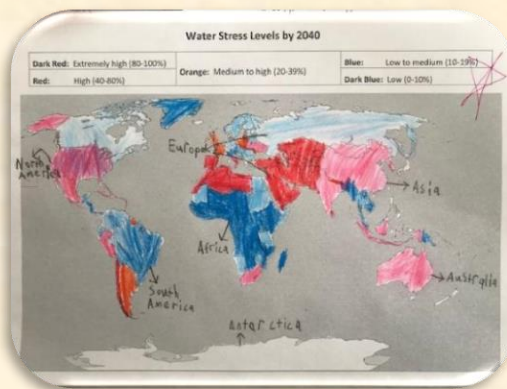 Water Stress Levels by 2040
Dark Red: Extremely high (80-100%)
Red: High (40-80%)
Orange: Medium to high (20-39%)
Blue: Low to medium (10-19%)
Dark Blue: Low (0-10%)
North
America
Europe
Asia
Africa
South
America
Australia
Antarctica